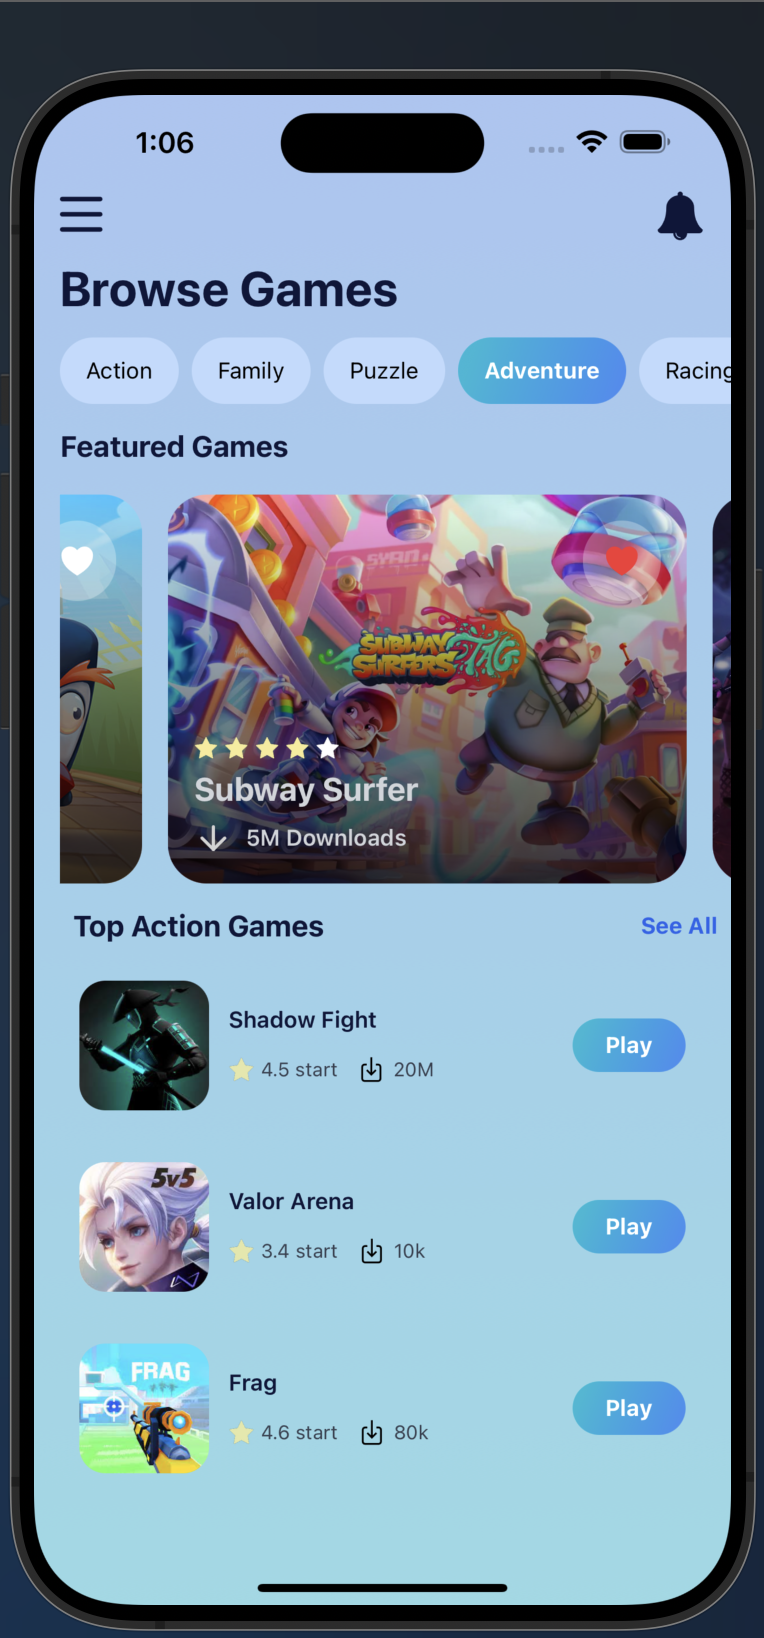 1:06
Browse Games
Action Family Puzzle Adventure Racing
Featured Games
SUBWAY SURFERS TAG
Subway Surfer
5M Downloads
Top Action Games See All
Shadow Fight
4.5 start 20M
Play
5v5
Valor Arena
3.4 start 10k
Play
FRAG
Frag
4.6 start 80k
Play